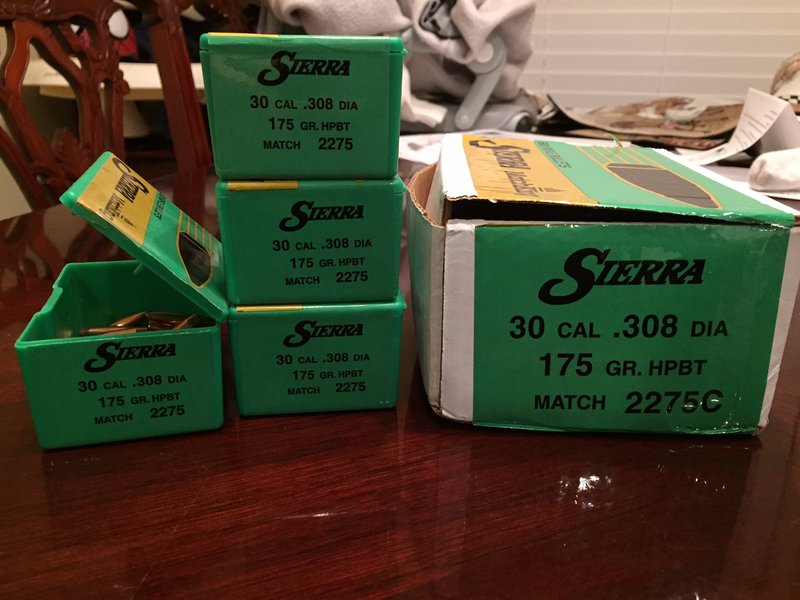 SIERRA
30 CAL .308 DIA
175 GR. HPBT
MATCH 2275
SIERRA
30 CAL .308 DIA
175 GR. HPBT
MATCH 2275
SIERRA
30 CAL .308 DIA
175 GR. HPBT
MATCH 2275
SIERRA
SIERRA
30 CAL .308 DIA
175 GR. HPBT
MATCH 2275
SIERRA
SIERRA
30 CAL .308 DIA
175 GR. HPBT
MATCH 2275C